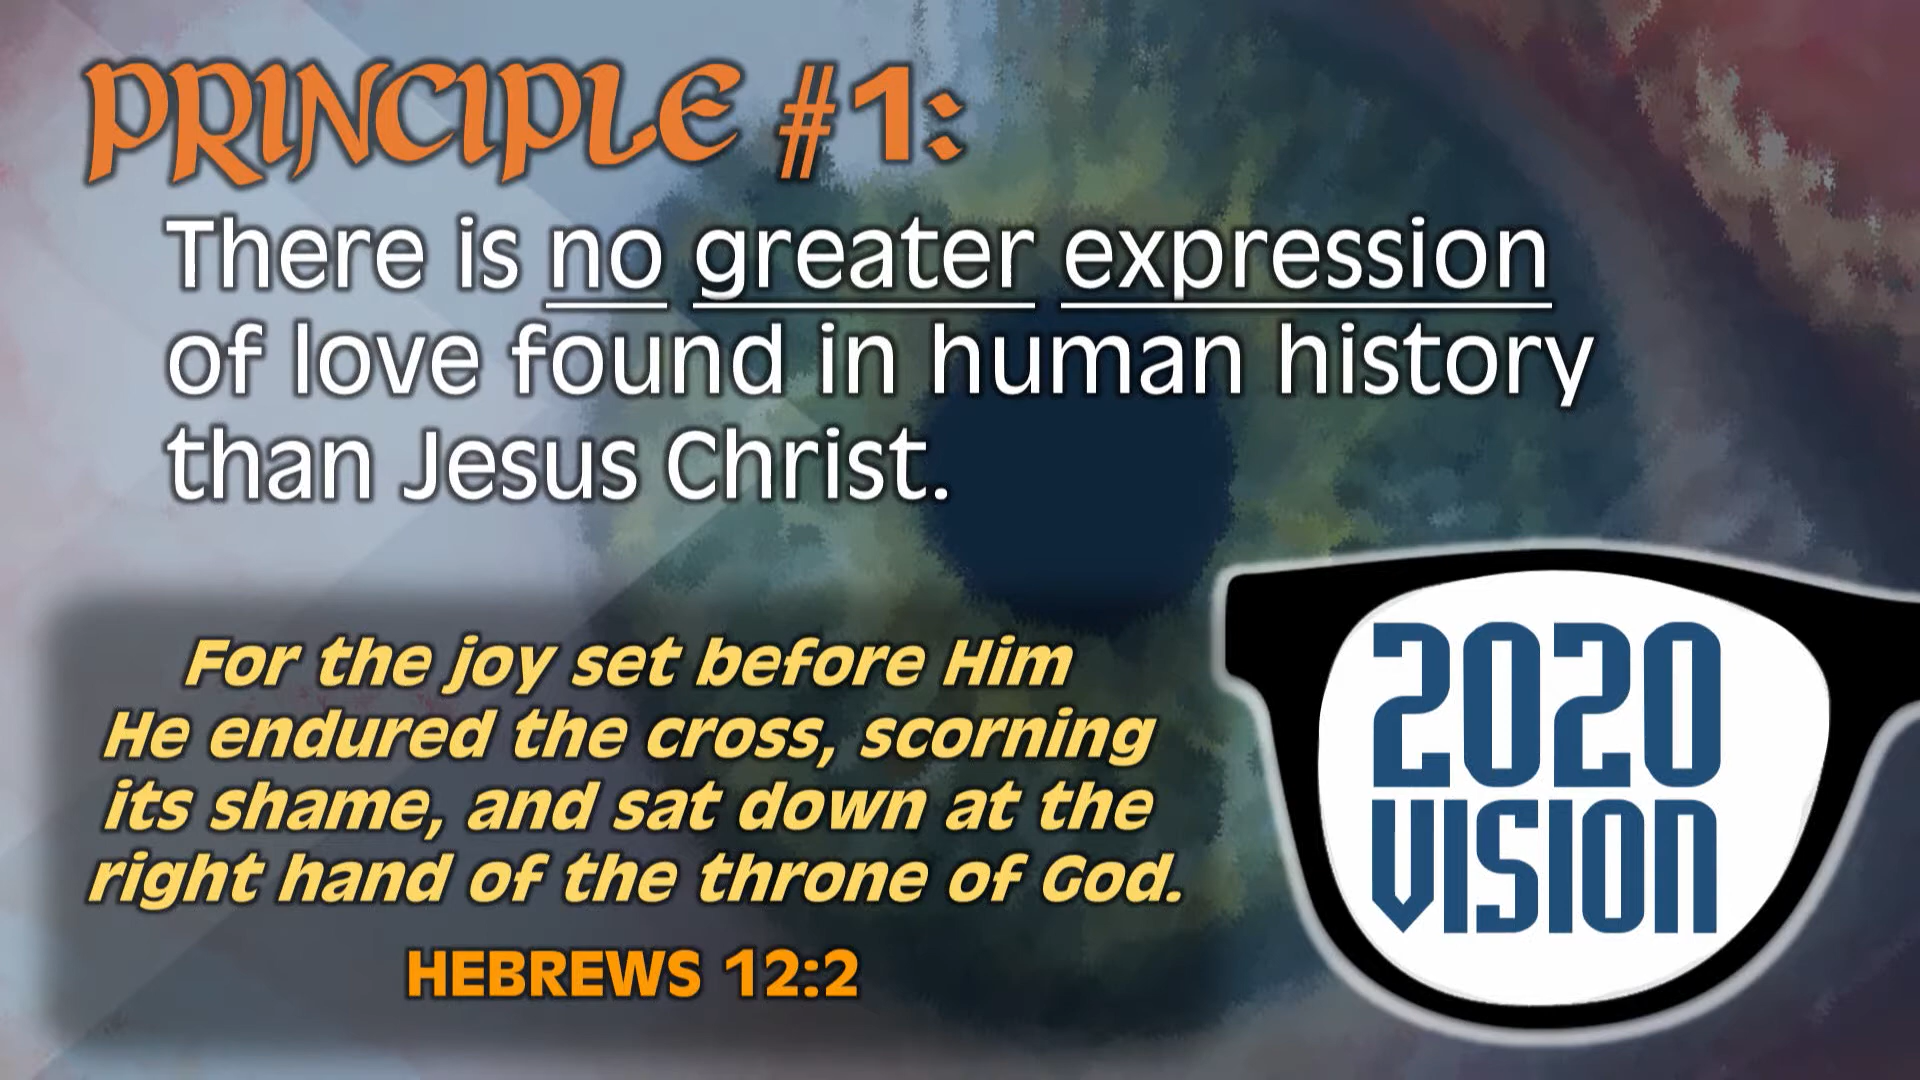 PRINCIPLE #1:
There is no greater expression
of love found in human history
than Jesus Christ.
For the joy set before Him
He endured the cross, scorning
its shame, and sat down at the
right hand of the throne of God.
HEBREWS 12:2
2020
VISION